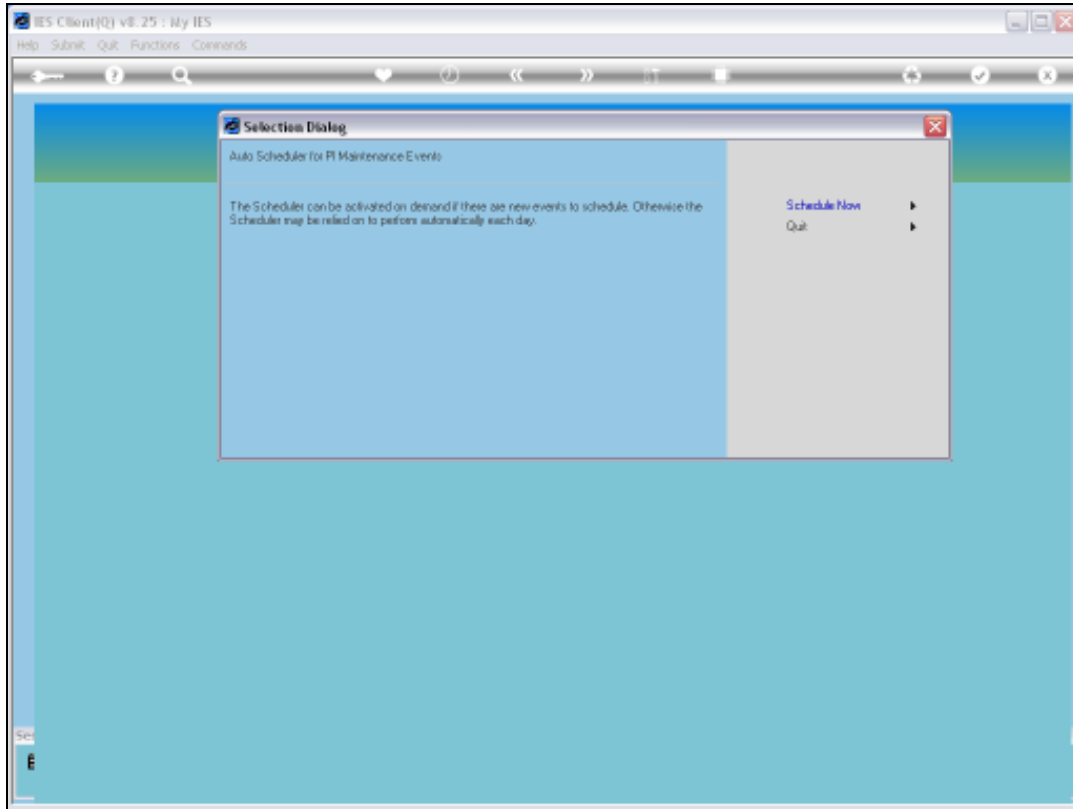 IES Client(Q) v8.25 : My IES
Help Submit Quit Functions Commands
Selection Dialog
Auto Scheduler for PI Maintenance Events
The Scheduler can be activated on demand if there are new events to schedule. Otherwise the
Scheduler may be relied on to perform automatically each day.
Schedule Now
Quit
Se